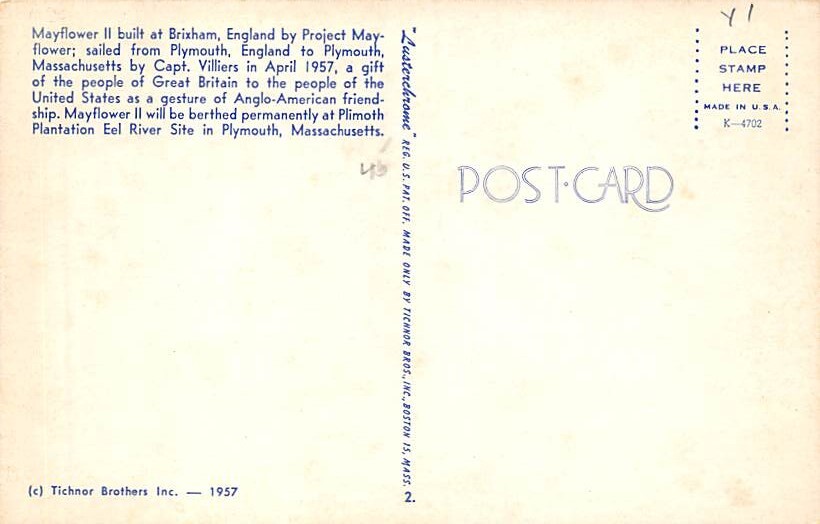 Mayflower II built at Brixham, England by Project May-
flower; sailed from Plymouth, England to Plymouth,
Massachusetts by Capt. Villiers in April 1957, a gift
of the people of Great Britain to the people of the
United States as a gesture of Anglo-American friend-
ship. Mayflower II will be berthed permanently at Plimoth
Plantation Eel River Site in Plymouth, Massachusetts.
(c) Tichnor Brothers Inc. — 1957
"Lusterchrome" REG. U. S. PAT. OFF. MADE ONLY BY TICHNOR BROS., INC., BOSTON 15, MASS.
2.
POST·CARD
PLACE
STAMP
HERE
MADE IN U.S.A.
K—4702